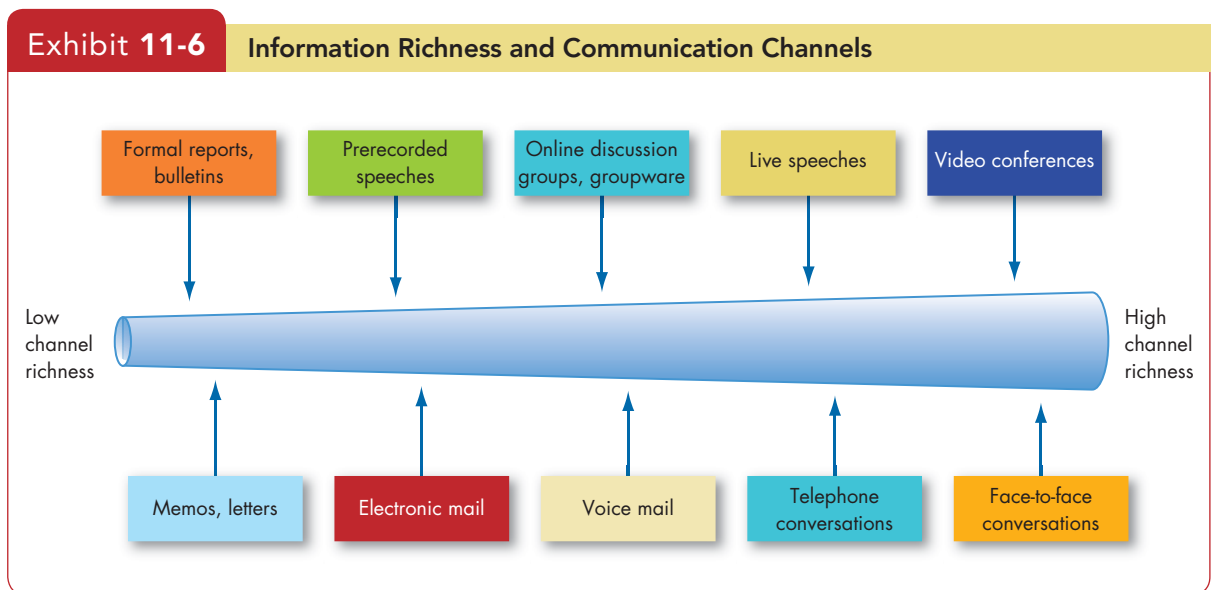 Exhibit 11-6
Information Richness and Communication Channels
Formal reports,
bulletins
Prerecorded
speeches
Online discussion
groups, groupware
Live speeches
Video conferences
Low
channel
richness
High
channel
richness
Memos, letters
Electronic mail
Voice mail
Telephone
conversations
Face-to-face
conversations